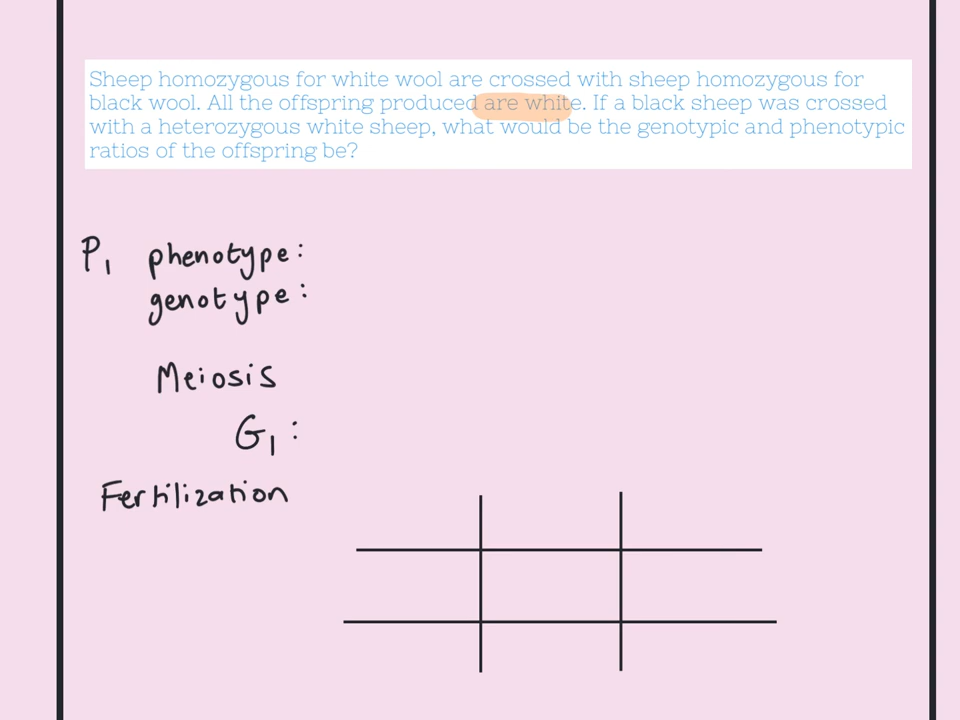 Sheep homozygous for white wool are crossed with sheep homozygous for
black wool. All the offspring produced are white. If a black sheep was crossed
with a heterozygous white sheep, what would be the genotypic and phenotypic
ratios of the offspring be?
P₁ phenotype:
genotype:
Meiosis
G₁:
Fertilization